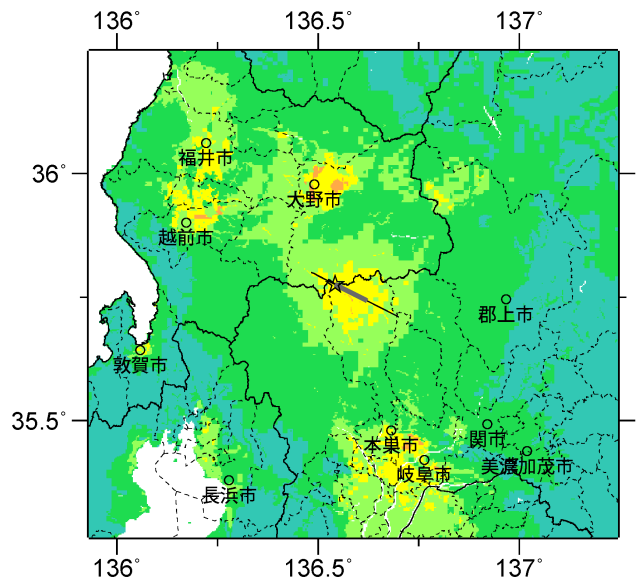 136° 136.5° 137°
36°
福井市
大野市
越前市
郡上市
敦賀市
35.5°
本巣市
関市
岐阜市
美濃加茂市
長浜市
136° 136.5° 137°